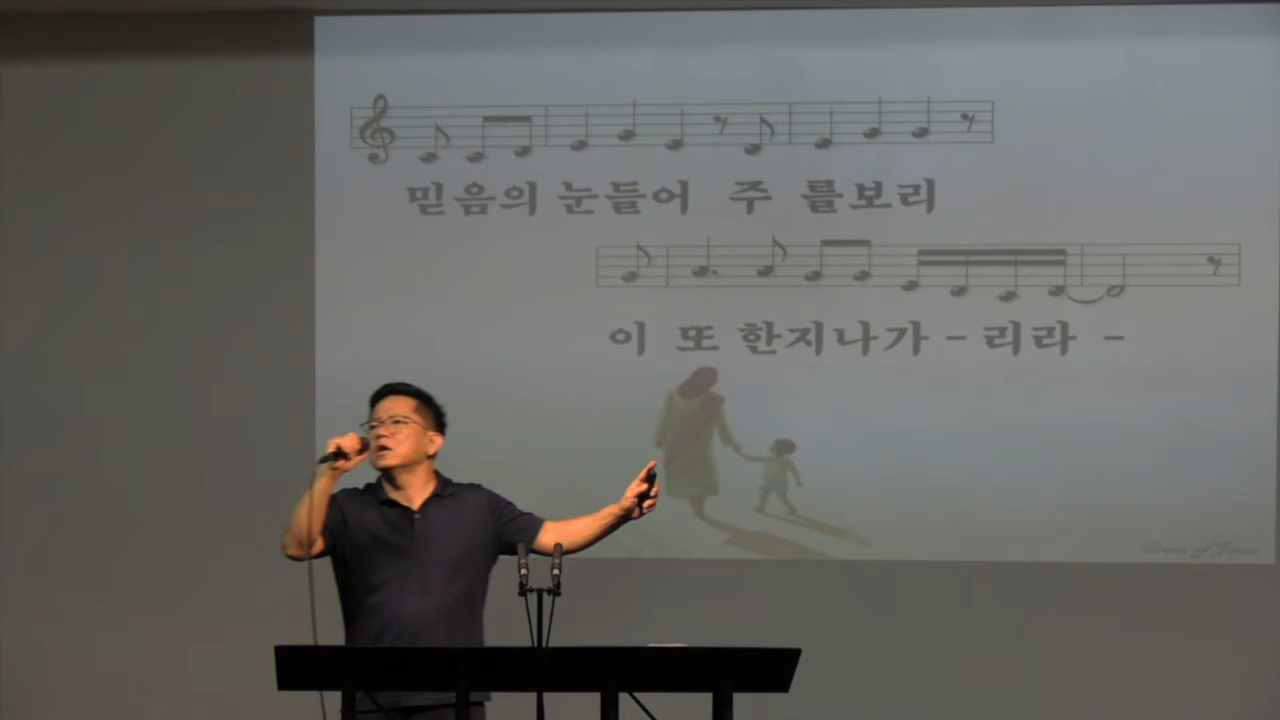 믿음의 눈들어 주 를보리
이 또 한지나가 - 리라 -